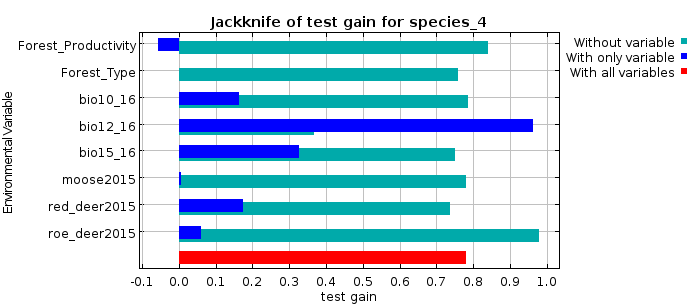 Jackknife of test gain for species_4
Environmental Variable
Forest_Productivity
Forest_Type
bio10_16
bio12_16
bio15_16
moose2015
red_deer2015
roe_deer2015
-0.1 0.0 0.1 0.2 0.3 0.4 0.5 0.6 0.7 0.8 0.9 1.0
test gain
Without variable
With only variable
With all variables